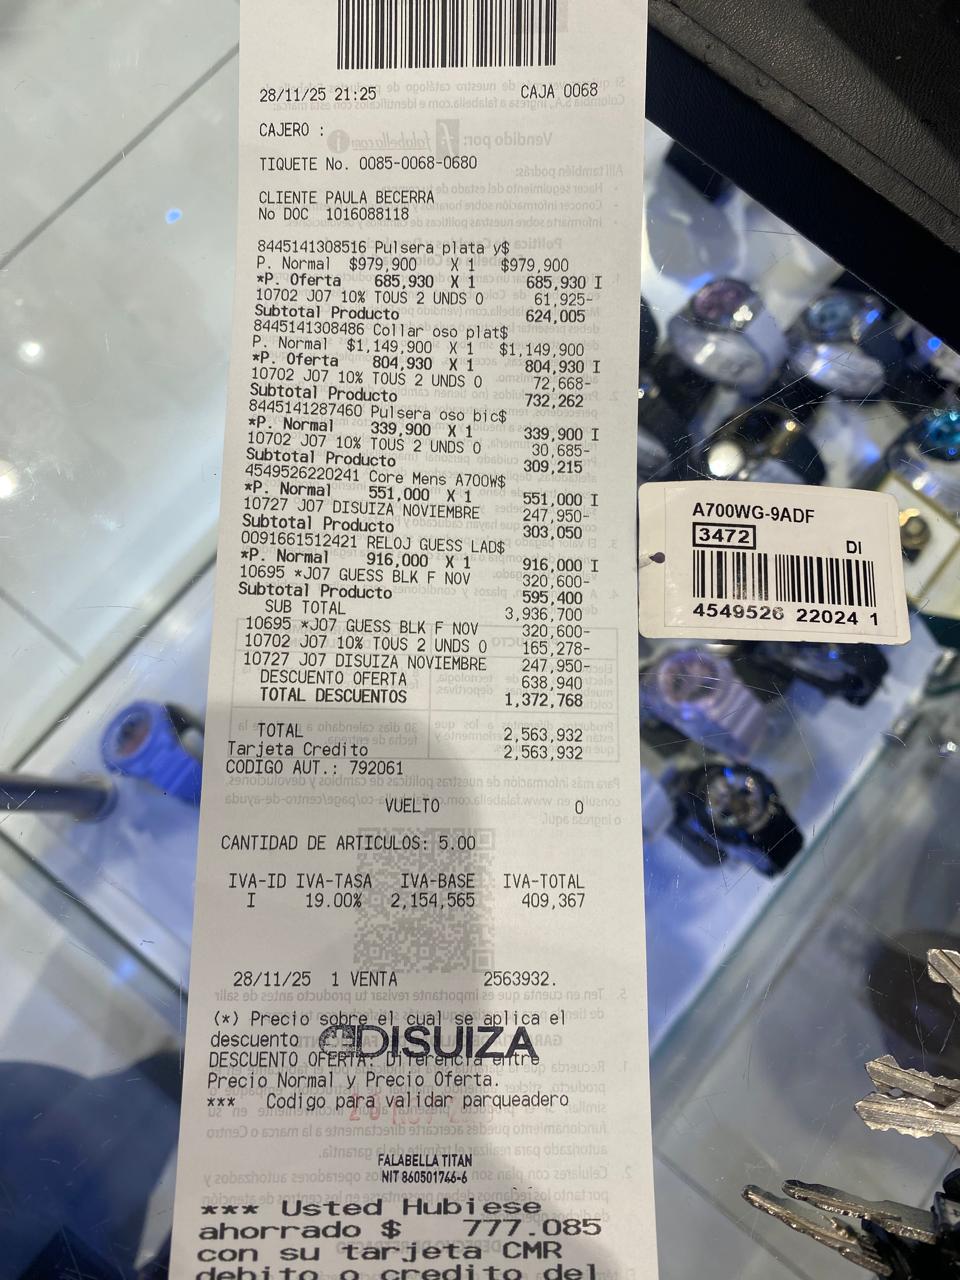 28/11/25 21:25 CAJA 0068
CAJERO :
TIQUETE No. 0085-0068-0680
CLIENTE PAULA BECERRA
No DOC 1016088118
8445141308516 Pulsera plata y$
P. Normal $979,900 X 1 $979,900
*P. Oferta 685,930 X 1 685,930 I
10702 J07 10% TOUS 2 UNDS 0 61,925-
Subtotal Producto 624,005
8445141308486 Collar oso plat$
P. Normal $1,149,900 X 1 $1,149,900
*P. Oferta 804,930 X 1 804,930 I
10702 J07 10% TOUS 2 UNDS 0 72,668-
Subtotal Producto 732,262
8445141287460 Pulsera oso bic$
*P. Normal 339,900 X 1 339,900 I
10702 J07 10% TOUS 2 UNDS 0 30,685-
Subtotal Producto 309,215
4549526220241 Core Mens A700W$
*P. Normal 551,000 X 1 551,000 I
10727 J07 DISUIZA NOVIEMBRE 247,950-
Subtotal Producto 303,050
0091661512421 RELOJ GUESS LAD$
*P. Normal 916,000 X 1 916,000 I
10695 *J07 GUESS BLK F NOV 320,600-
Subtotal Producto 595,400
SUB TOTAL 3,936,700
10695 *J07 GUESS BLK F NOV 320,600-
10702 J07 10% TOUS 2 UNDS 0 165,278-
10727 J07 DISUIZA NOVIEMBRE 247,950-
DESCUENTO OFERTA 638,940
TOTAL DESCUENTOS 1,372,768
TOTAL 2,563,932
Tarjeta Credito 2,563,932
CODIGO AUT.: 792061
VUELTO 0
CANTIDAD DE ARTICULOS: 5.00
IVA-ID IVA-TASA IVA-BASE IVA-TOTAL
I 19.00% 2,154,565 409,367
28/11/25 1 VENTA 2563932.
(*) Precio sobre el cual se aplica el
descuento
DISUIZA
DESCUENTO OFERTA: Diferencia entre
Precio Normal y Precio Oferta.
*** Codigo para validar parqueadero
FALABELLA TITAN
NIT 860501746-6
*** Usted Hubiese
ahorrado $ 777.085
con su tarjeta CMR
debito o credito del
A700WG-9ADF
3472 DI
4549526 22024 1